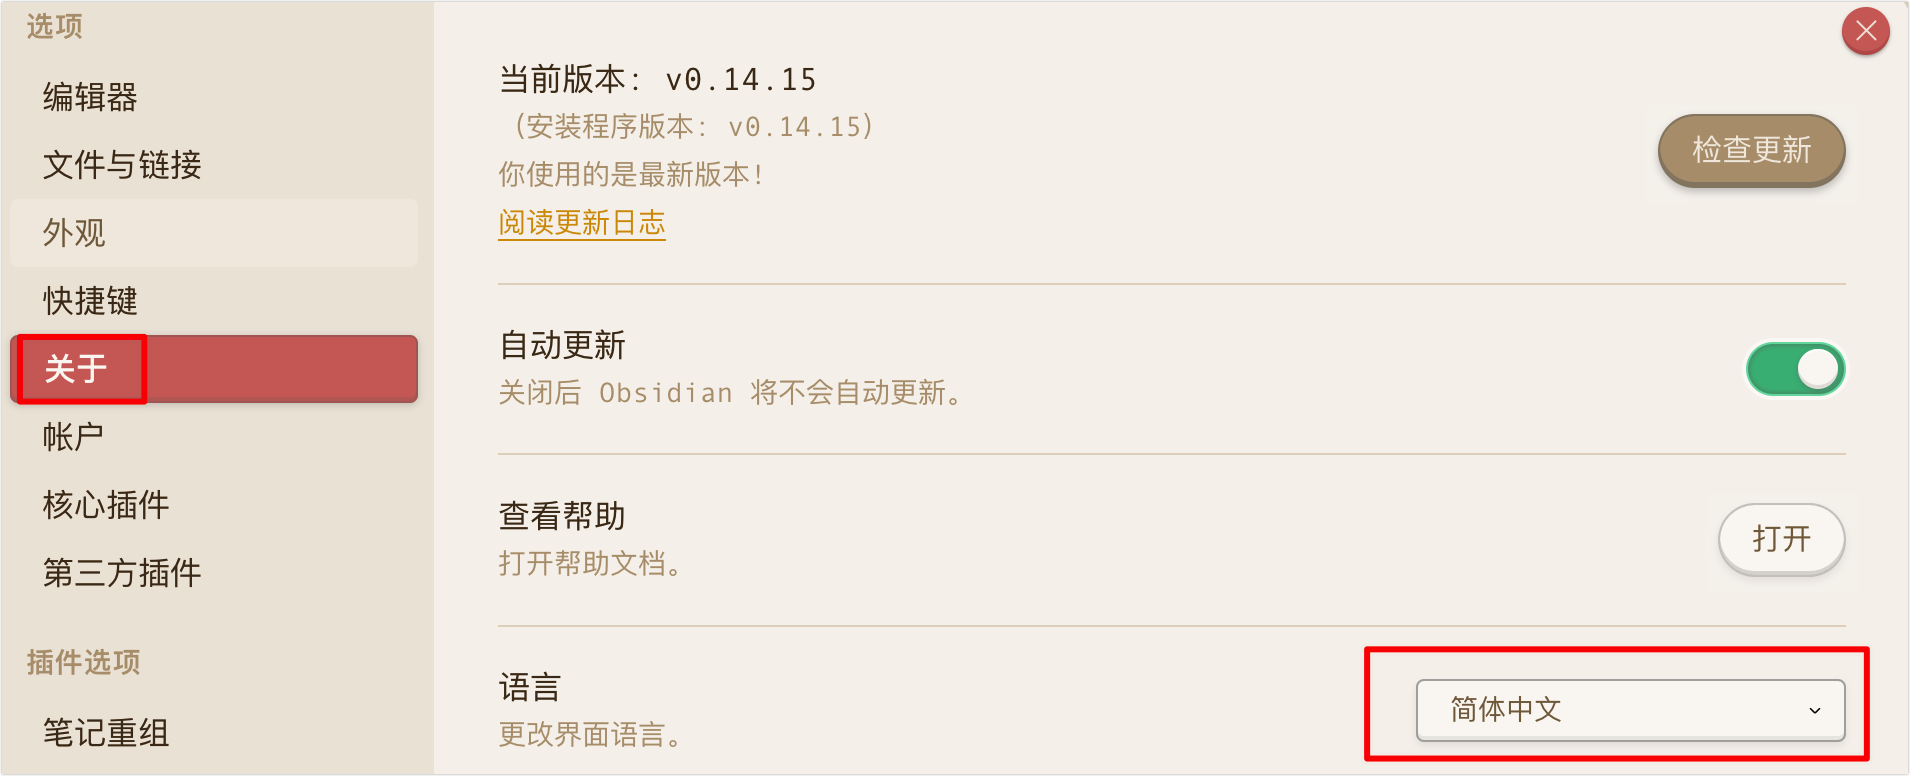 选项
编辑器
文件与链接
外观
快捷键
关于
帐户
核心插件
第三方插件
插件选项
笔记重组
当前版本： v0.14.15
（安装程序版本： v0.14.15）
你使用的是最新版本！
阅读更新日志
检查更新
自动更新
关闭后 Obsidian 将不会自动更新。
查看帮助
打开帮助文档。
打开
语言
更改界面语言。
简体中文